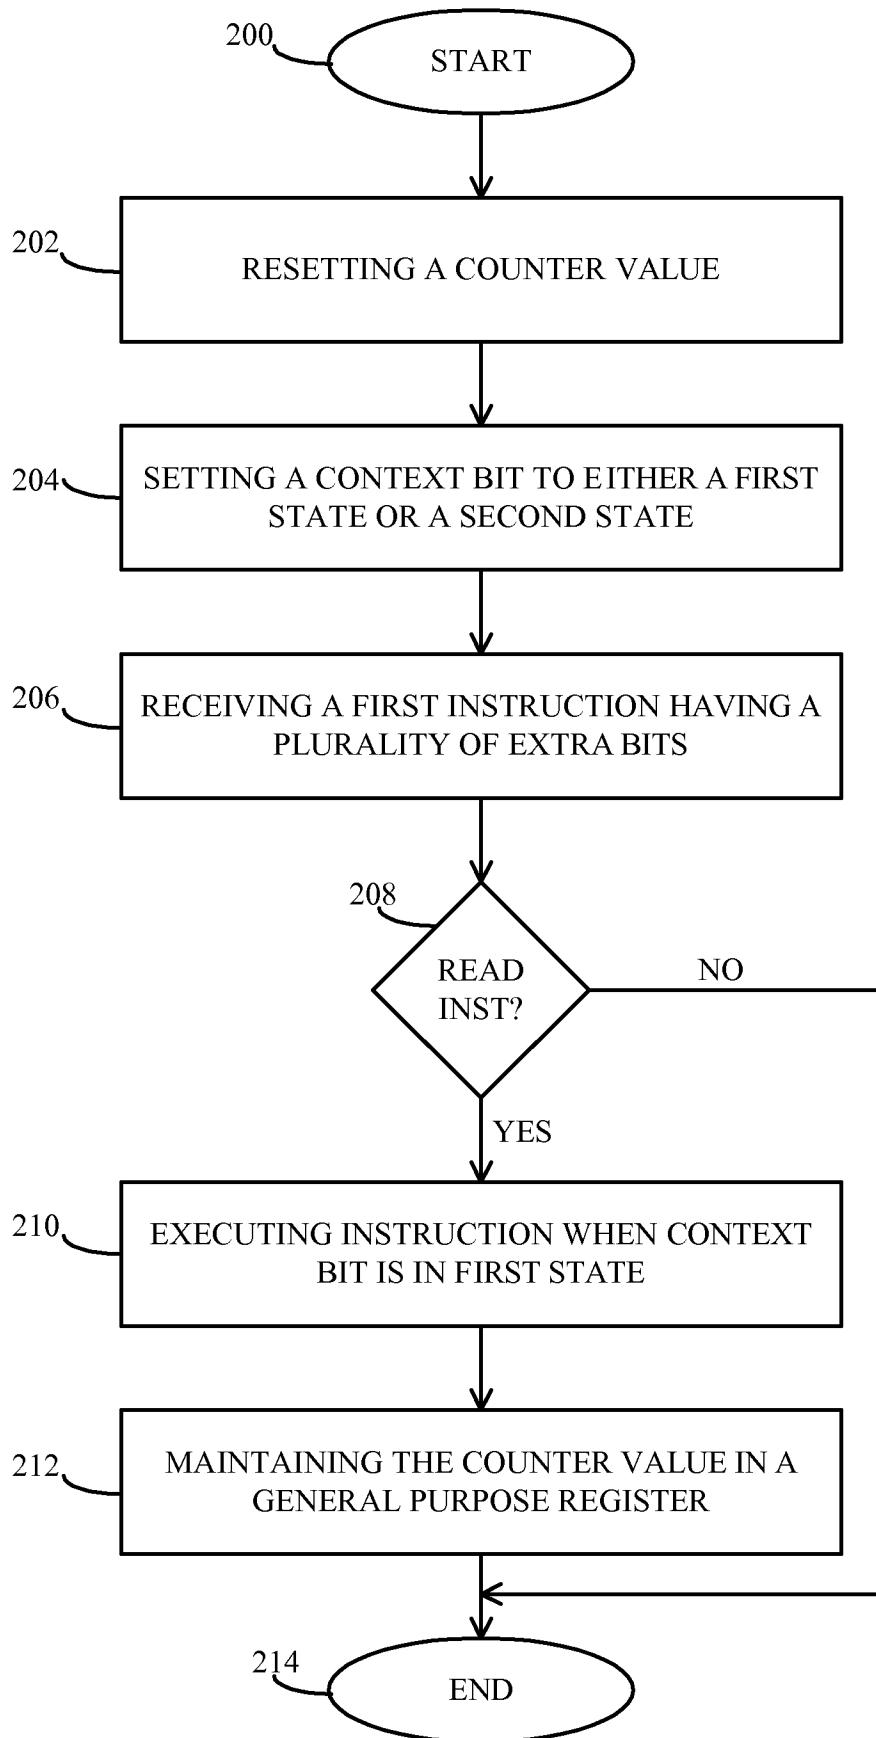 200
START
202
RESETTING A COUNTER VALUE
204
SETTING A CONTEXT BIT TO EITHER A FIRST
STATE OR A SECOND STATE
206
RECEIVING A FIRST INSTRUCTION HAVING A
PLURALITY OF EXTRA BITS
208
READ
INST?
NO
YES
210
EXECUTING INSTRUCTION WHEN CONTEXT
BIT IS IN FIRST STATE
212
MAINTAINING THE COUNTER VALUE IN A
GENERAL PURPOSE REGISTER
214
END